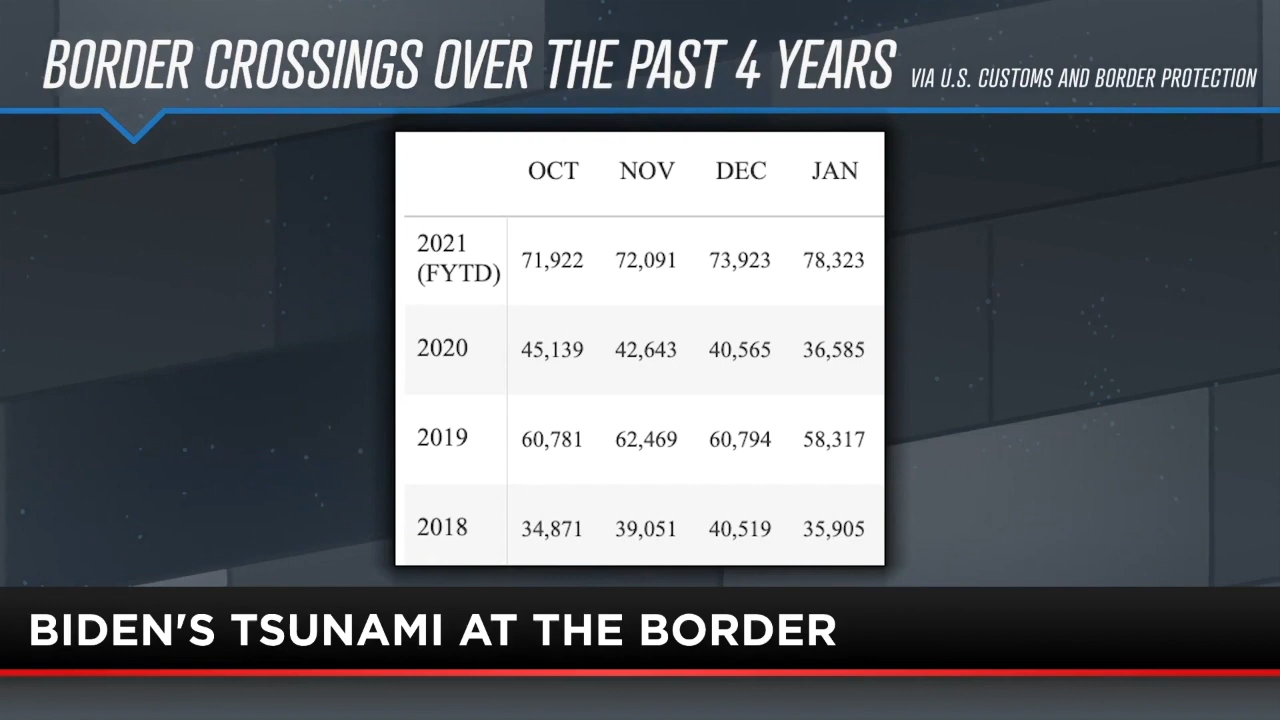 BORDER CROSSINGS OVER THE PAST 4 YEARS VIA U.S. CUSTOMS AND BORDER PROTECTION
OCT NOV DEC JAN
2021
(FYTD) 71,922 72,091 73,923 78,323
2020 45,139 42,643 40,565 36,585
2019 60,781 62,469 60,794 58,317
2018 34,871 39,051 40,519 35,905
BIDEN'S TSUNAMI AT THE BORDER